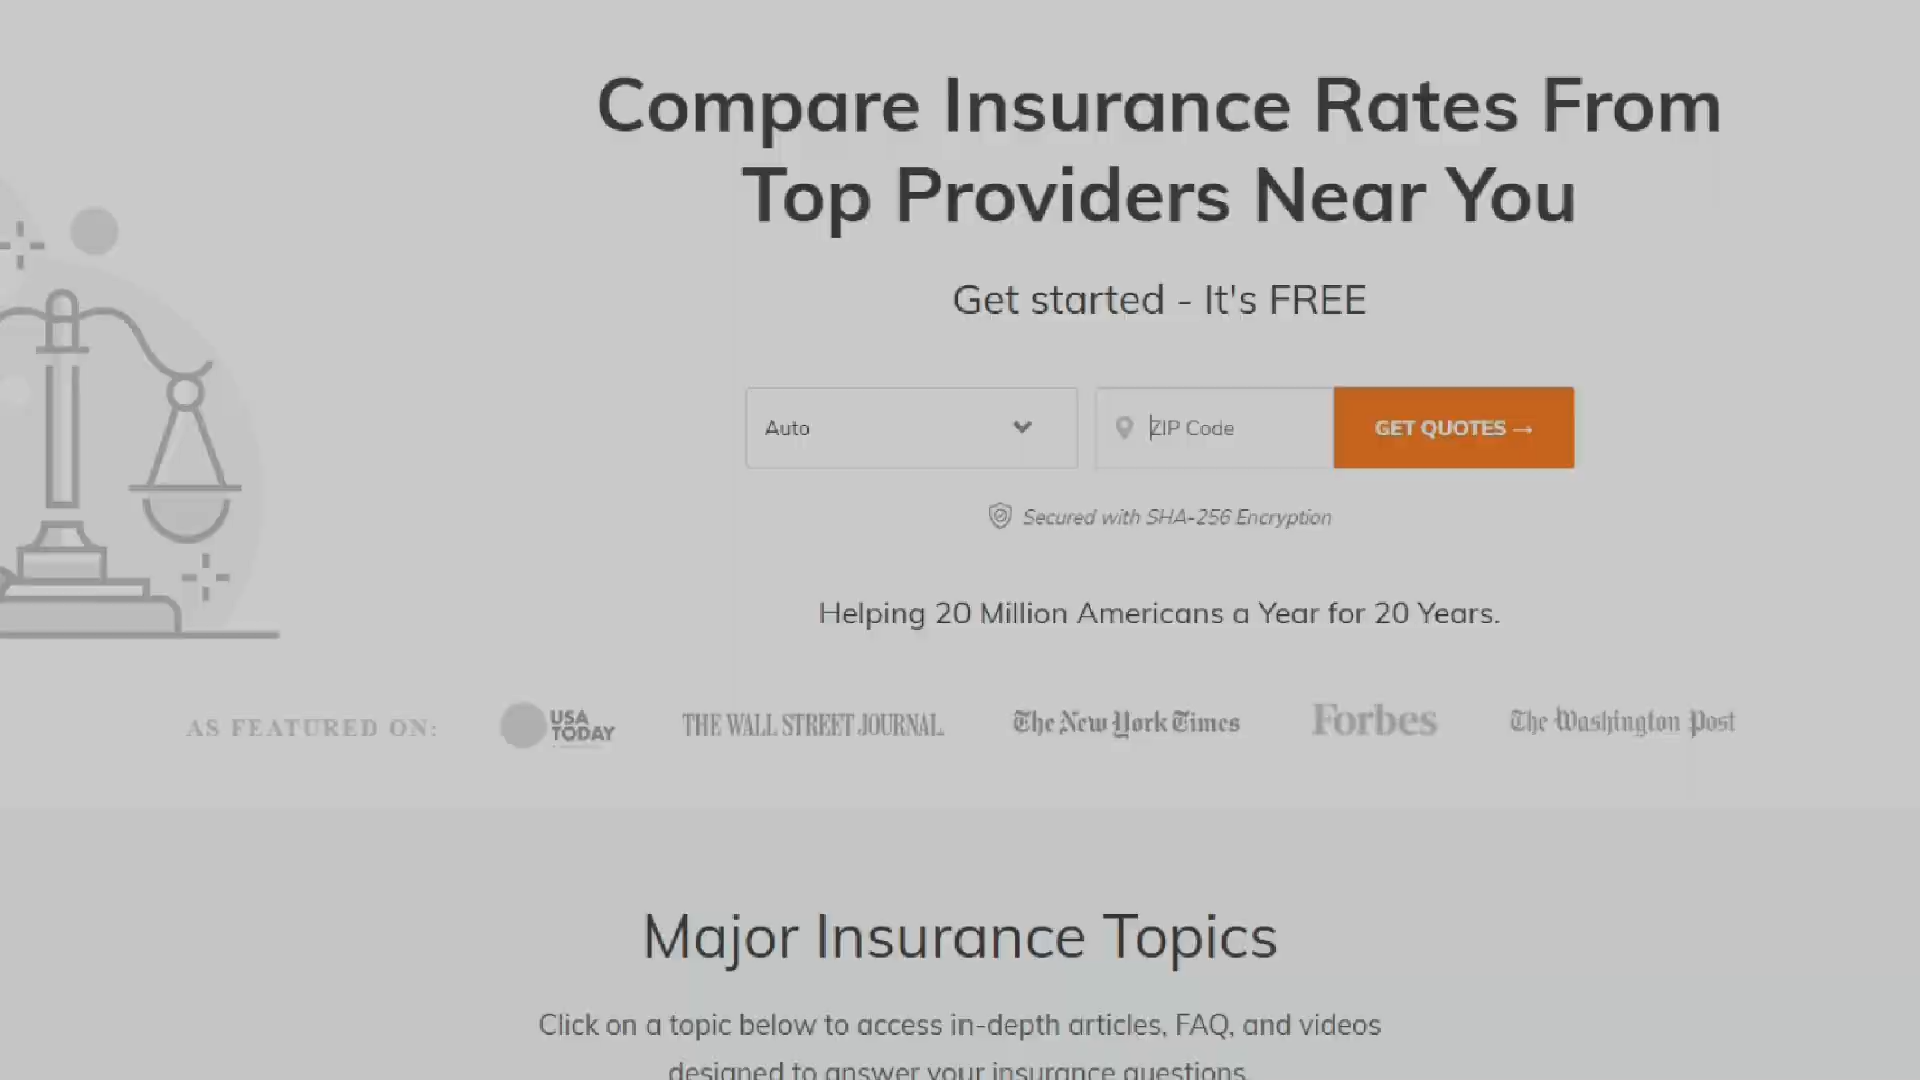 Compare Insurance Rates From
Top Providers Near You
Get started - It's FREE
Auto
ZIP Code
GET QUOTES →
Secured with SHA-256 Encryption
Helping 20 Million Americans a Year for 20 Years.
AS FEATURED ON:
USA
TODAY
THE WALL STREET JOURNAL.
The New York Times
Forbes
The Washington Post
Major Insurance Topics
Click on a topic below to access in-depth articles, FAQ, and videos
designed to answer your insurance questions.